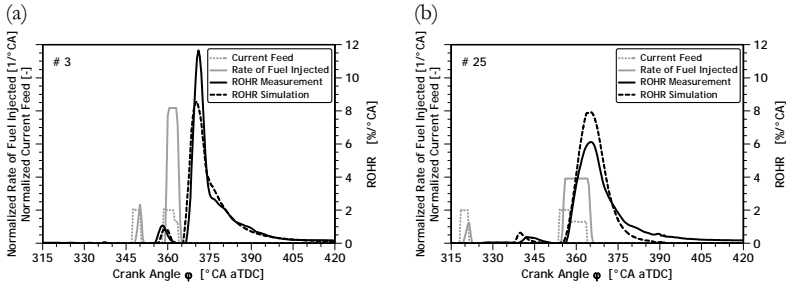 (a)
Normalized Rate of Fuel Injected [1/°CA]
Normalized Current Feed [-]
# 3
Current Feed
Rate of Fuel Injected
ROHR Measurement
ROHR Simulation
12
10
8
6
4
2
0
ROHR [%/°CA]
315 330 345 360 375 390 405 420
Crank Angle φ [°CA aTDC]
(b)
Normalized Rate of Fuel Injected [1/°CA]
Normalized Current Feed [-]
# 25
Current Feed
Rate of Fuel Injected
ROHR Measurement
ROHR Simulation
12
10
8
6
4
2
0
ROHR [%/°CA]
315 330 345 360 375 390 405 420
Crank Angle φ [°CA aTDC]